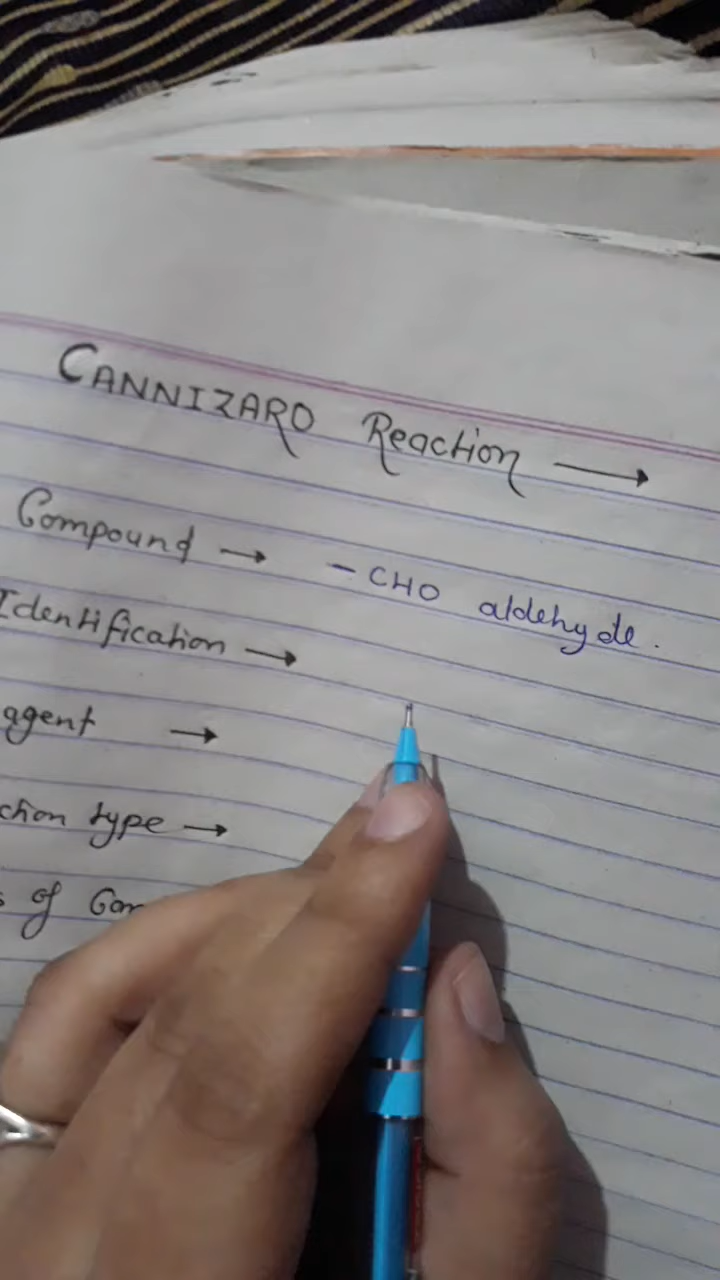 CANNIZARO Reaction →
Compound → - CHO aldehyde.
Identification →
agent →
ction type →
of